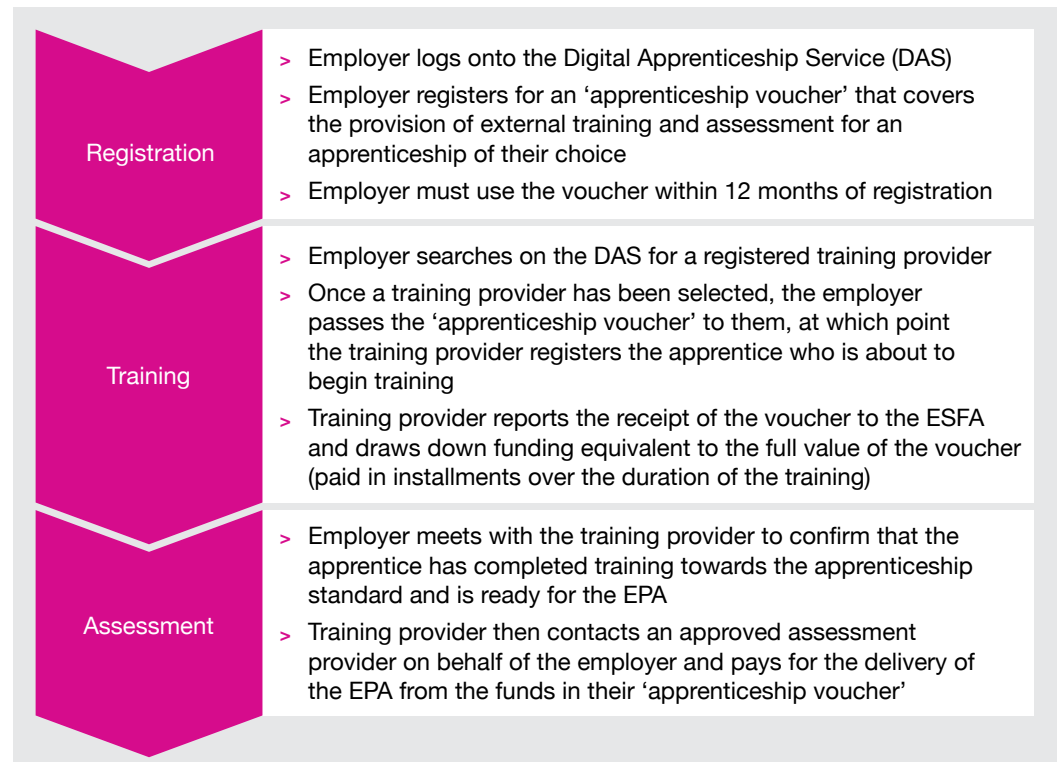 Registration
> Employer logs onto the Digital Apprenticeship Service (DAS)
> Employer registers for an ‘apprenticeship voucher’ that covers
the provision of external training and assessment for an
apprenticeship of their choice
> Employer must use the voucher within 12 months of registration
Training
> Employer searches on the DAS for a registered training provider
> Once a training provider has been selected, the employer
passes the ‘apprenticeship voucher’ to them, at which point
the training provider registers the apprentice who is about to
begin training
> Training provider reports the receipt of the voucher to the ESFA
and draws down funding equivalent to the full value of the voucher
(paid in installments over the duration of the training)
Assessment
> Employer meets with the training provider to confirm that the
apprentice has completed training towards the apprenticeship
standard and is ready for the EPA
> Training provider then contacts an approved assessment
provider on behalf of the employer and pays for the delivery of
the EPA from the funds in their ‘apprenticeship voucher’